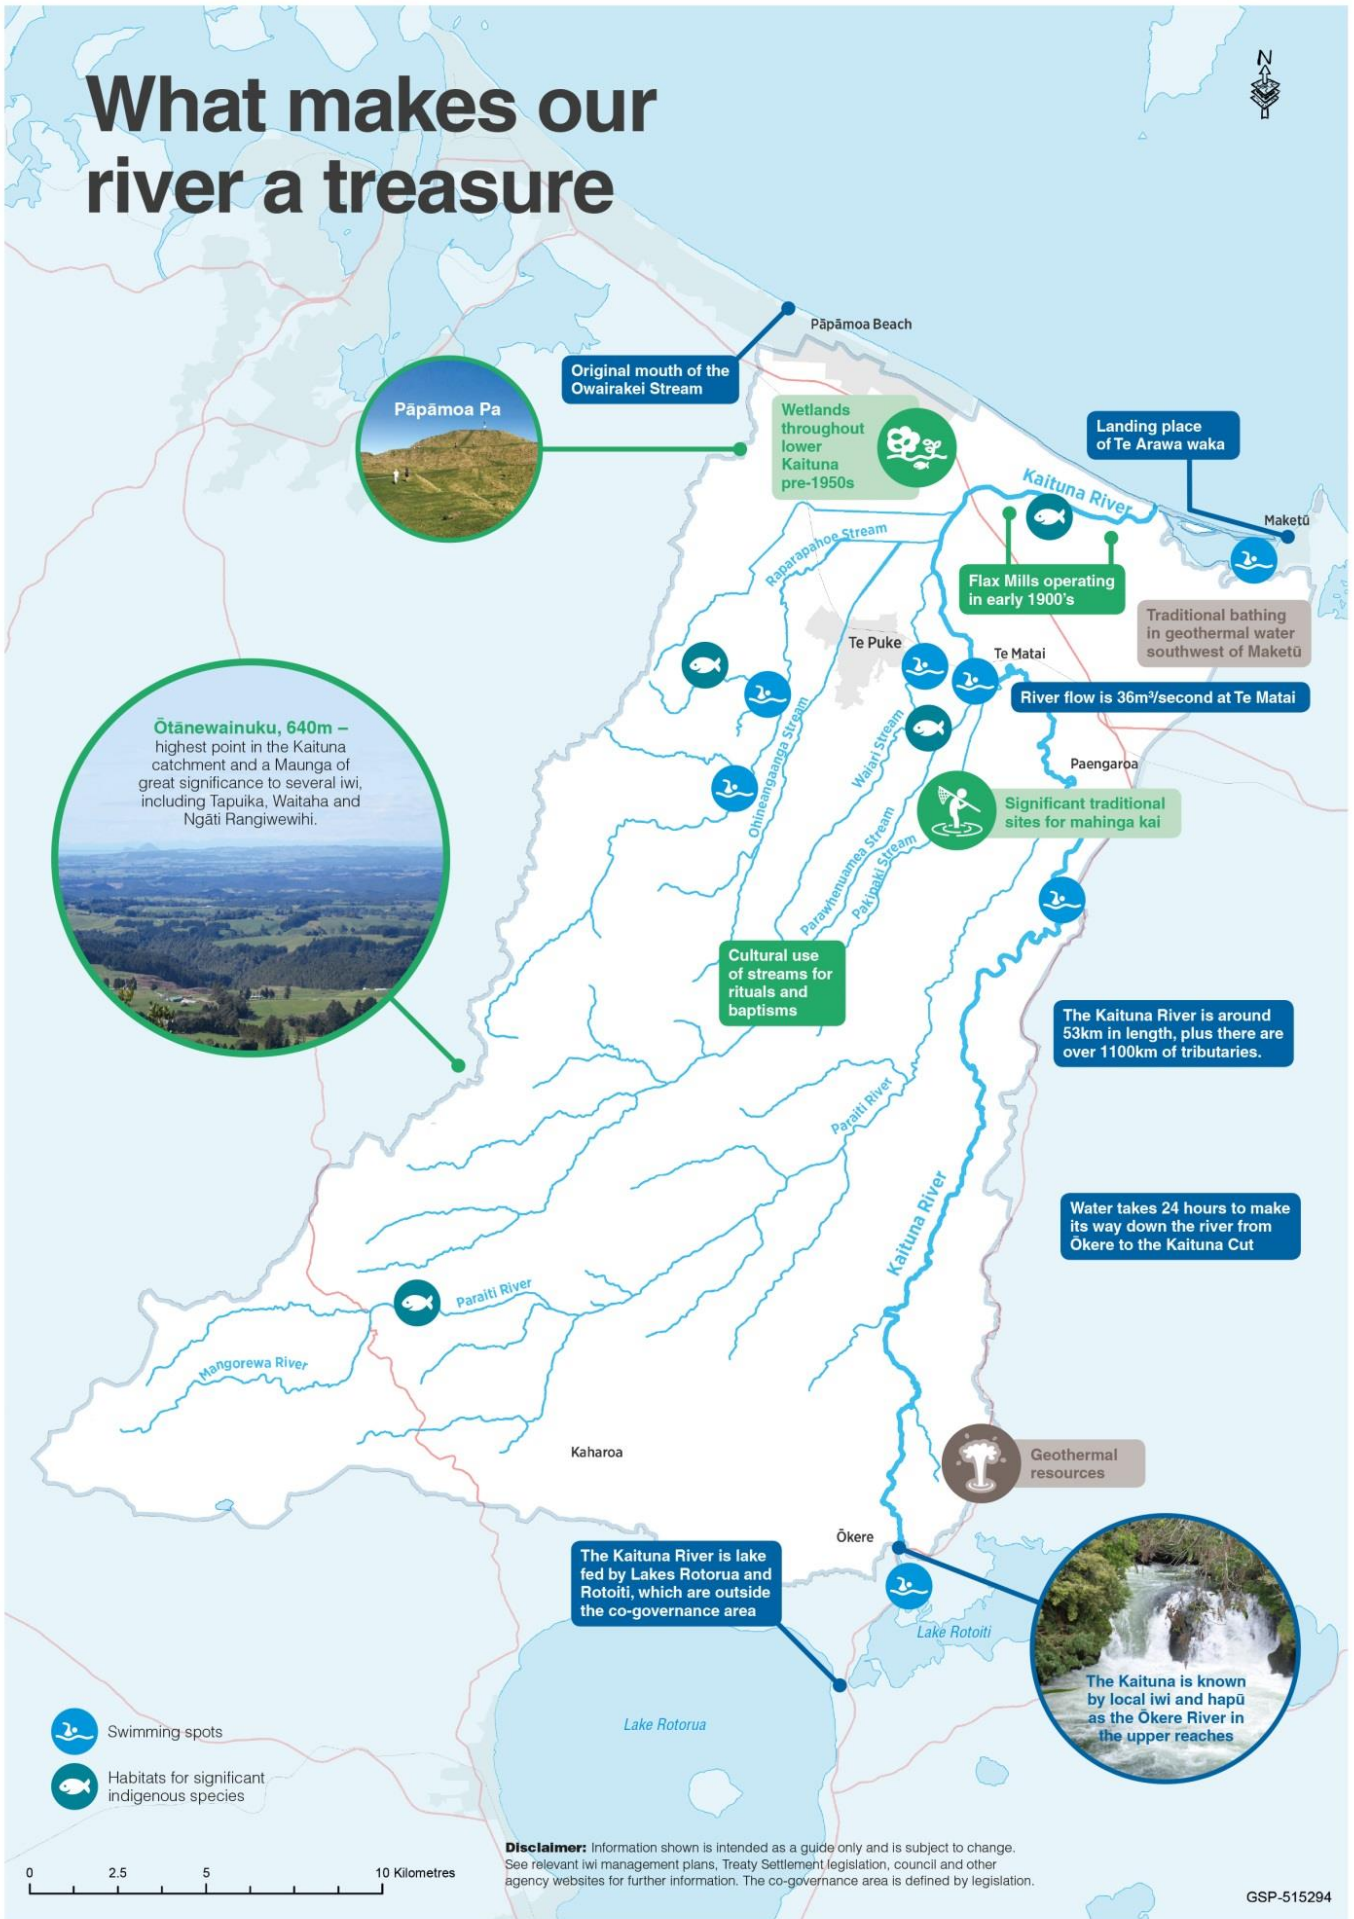 What makes our
river a treasure
N
Pāpāmoa Beach
Original mouth of the
Owairakei Stream
Pāpāmoa Pa
Wetlands
throughout
lower
Kaituna
pre-1950s
Landing place
of Te Arawa waka
Kaituna River
Maketū
Raparapahoe Stream
Flax Mills operating
in early 1900's
Traditional bathing
in geothermal water
southwest of Maketū
Te Puke
Te Matai
River flow is 36m³/second at Te Matai
Ōtānewainuku, 640m –
highest point in the Kaituna
catchment and a Maunga of
great significance to several iwi,
including Tapuika, Waitaha and
Ngāti Rangiwewihi.
Ohineangaanga Stream
Waiari Stream
Paengaroa
Significant traditional
sites for mahinga kai
Parawhenuamea Stream
Pakipaki Stream
Cultural use
of streams for
rituals and
baptisms
The Kaituna River is around
53km in length, plus there are
over 1100km of tributaries.
Paraiti River
Kaituna River
Water takes 24 hours to make
its way down the river from
Ōkere to the Kaituna Cut
Paraiti River
Mangorewa River
Kaharoa
Geothermal
resources
Ōkere
The Kaituna River is lake
fed by Lakes Rotorua and
Rotoiti, which are outside
the co-governance area
Lake Rotoiti
The Kaituna is known
by local iwi and hapū
as the Ōkere River in
the upper reaches
Lake Rotorua
Swimming spots
Habitats for significant
indigenous species
0 2.5 5 10 Kilometres
Disclaimer: Information shown is intended as a guide only and is subject to change.
See relevant iwi management plans, Treaty Settlement legislation, council and other
agency websites for further information. The co-governance area is defined by legislation.
GSP-515294